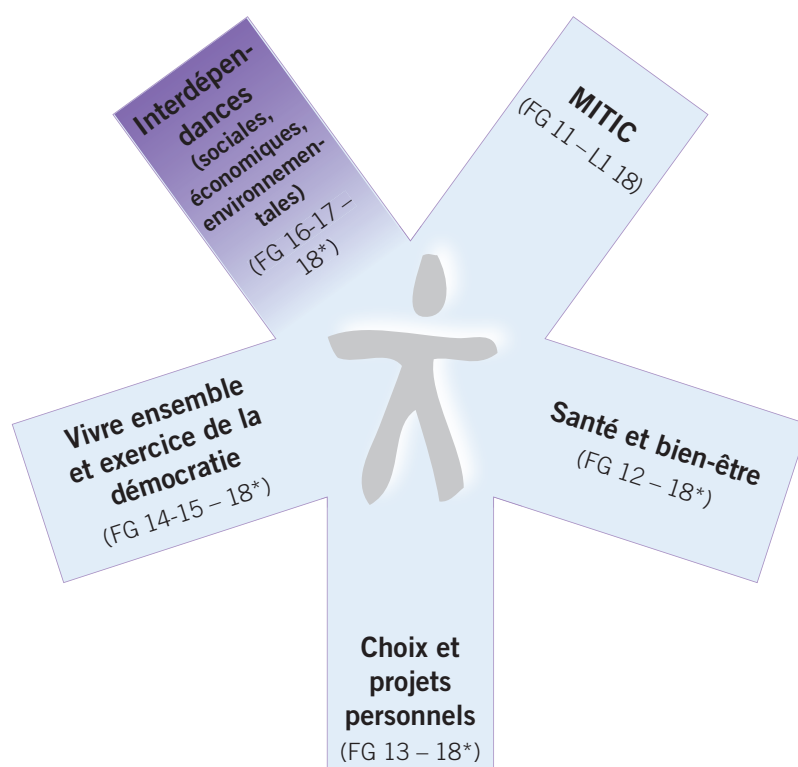 Interdépen-
dances
(sociales,
économiques,
environnemen-
tales)
(FG 16-17 –
18*)
MITIC
(FG 11 – L1 18)
Vivre ensemble
et exercice de la
démocratie
(FG 14-15 – 18*)
Santé et bien-être
(FG 12 – 18*)
Choix et
projets
personnels
(FG 13 – 18*)